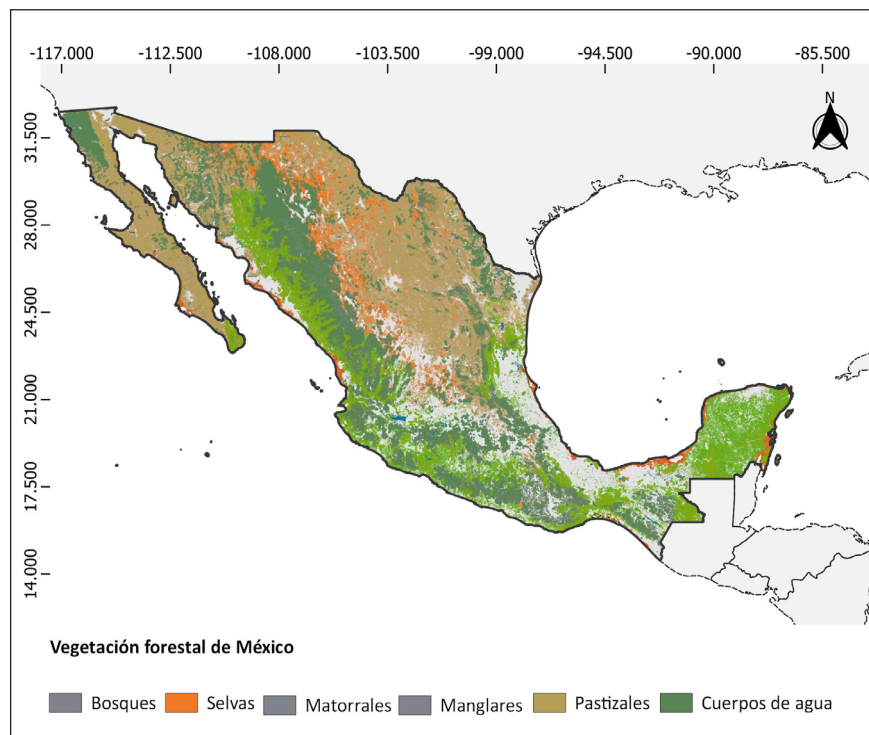 -117.000 -112.500 -108.000 -103.500 -99.000 -94.500 -90.000 -85.500
N
31.500
28.000
24.500
21.000
17.500
14.000
Vegetación forestal de México
Bosques Selvas Matorrales Manglares Pastizales Cuerpos de agua